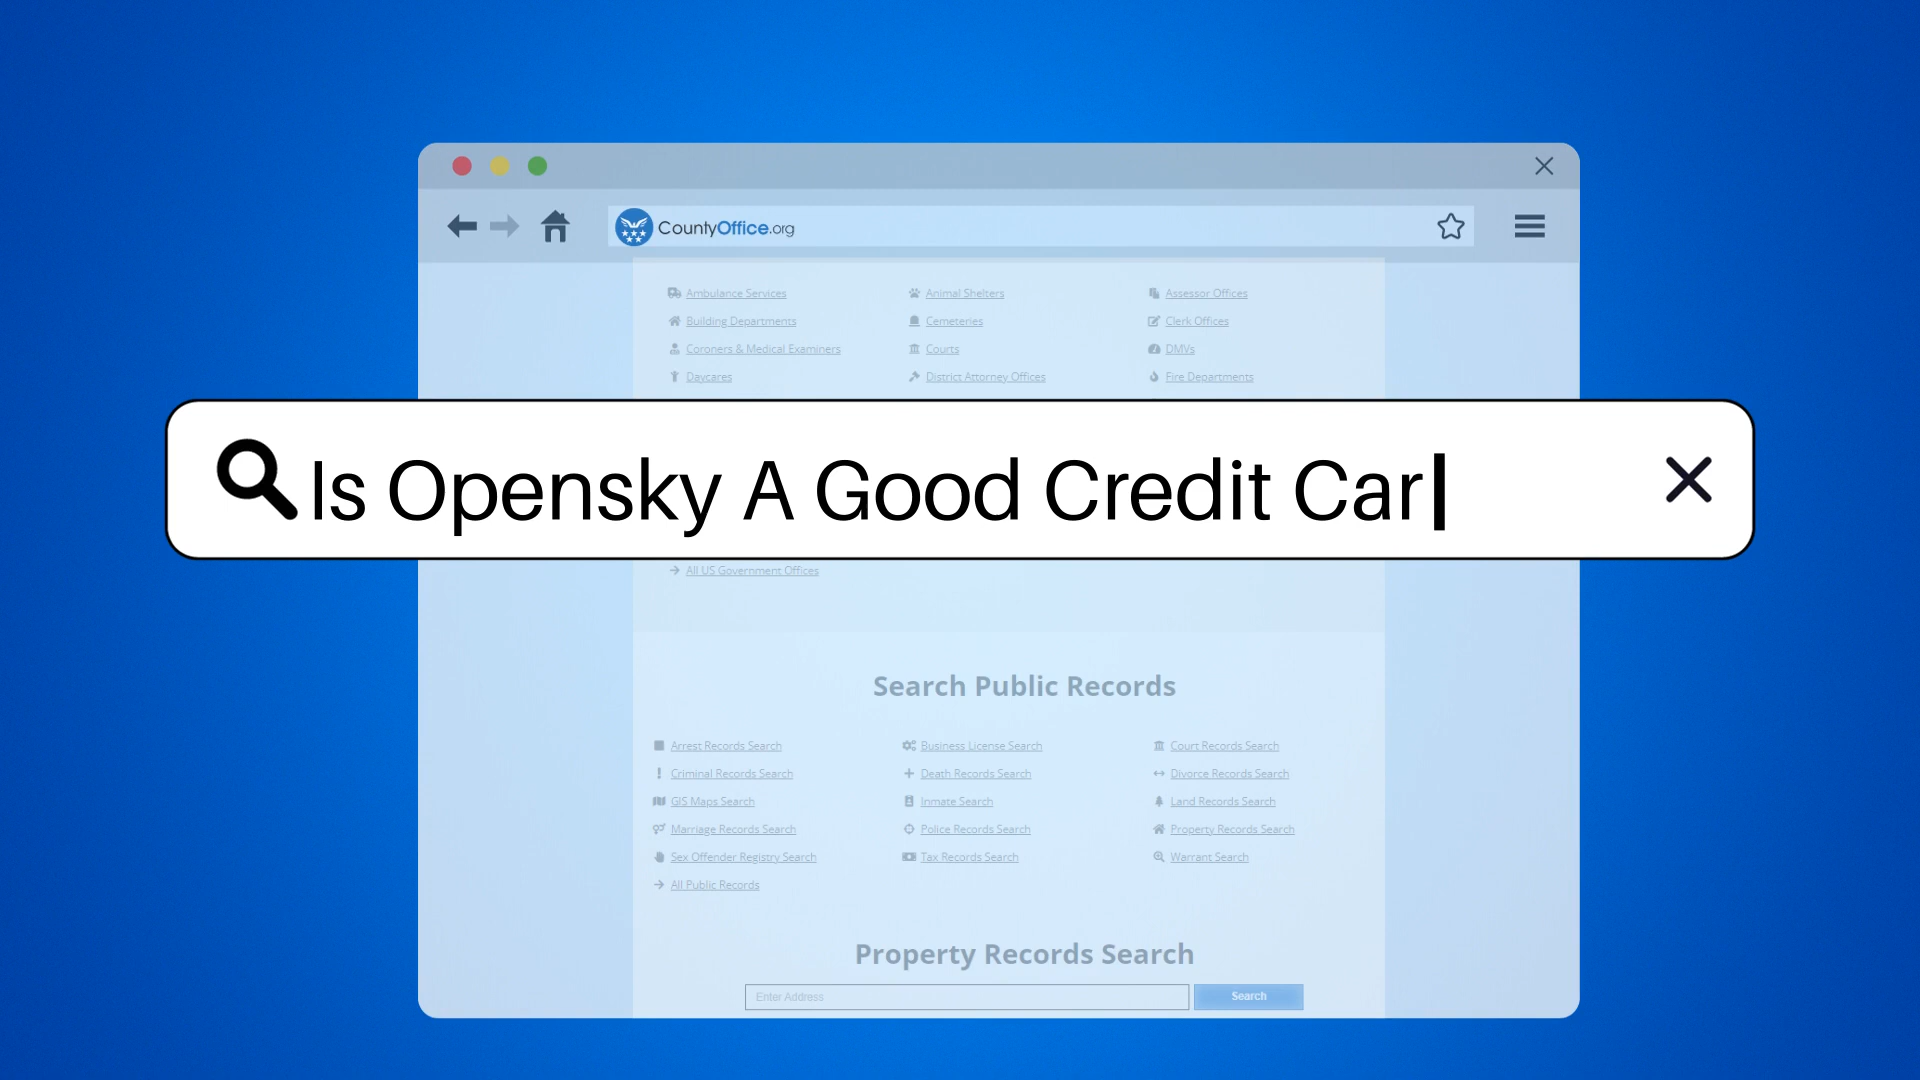 CountyOffice.org
Ambulance Services Animal Shelters Assessor Offices
Building Departments Cemeteries Clerk Offices
Coroners & Medical Examiners Courts DMVs
Daycares District Attorney Offices Fire Departments
Is Opensky A Good Credit Car
All US Government Offices
Search Public Records
Arrest Records Search Business License Search Court Records Search
Criminal Records Search Death Records Search Divorce Records Search
GIS Maps Search Inmate Search Land Records Search
Marriage Records Search Police Records Search Property Records Search
Sex Offender Registry Search Tax Records Search Warrant Search
All Public Records
Property Records Search
Enter Address Search